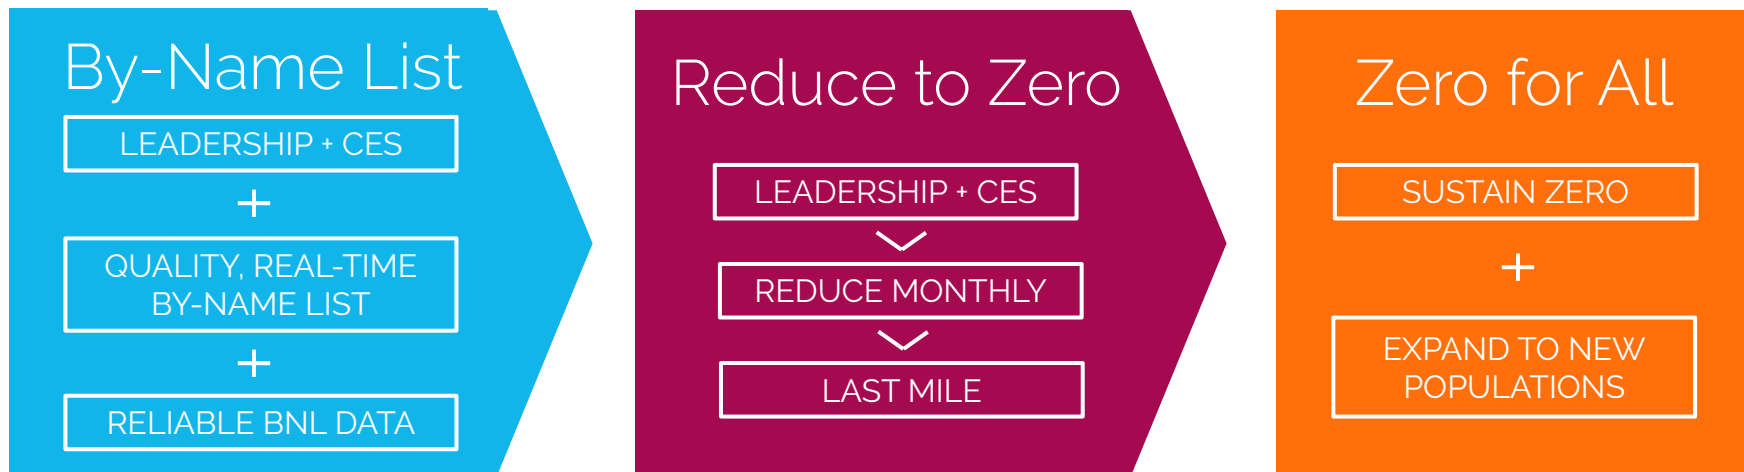 By-Name List
LEADERSHIP + CES
+
QUALITY, REAL-TIME
BY-NAME LIST
+
RELIABLE BNL DATA
Reduce to Zero
LEADERSHIP + CES
REDUCE MONTHLY
LAST MILE
Zero for All
SUSTAIN ZERO
+
EXPAND TO NEW
POPULATIONS